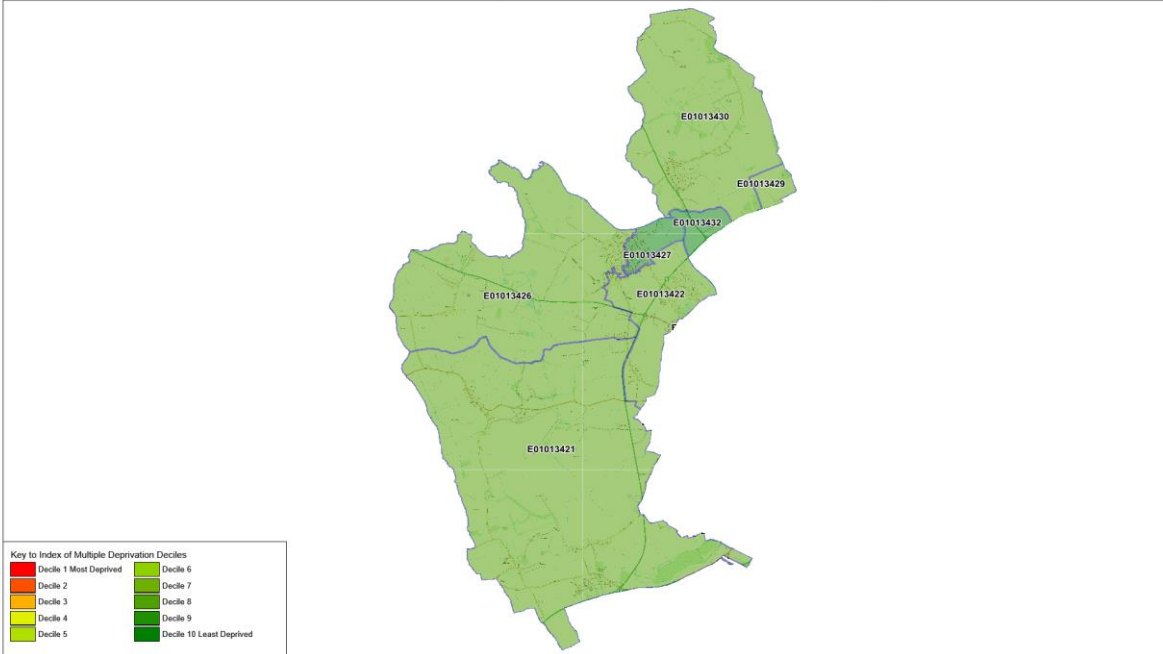 E01013430
E01013429
E01013432
E01013427
E01013426
E01013422
E01013421
Key to Index of Multiple Deprivation Deciles
Decile 1 Most Deprived
Decile 2
Decile 3
Decile 4
Decile 5
Decile 6
Decile 7
Decile 8
Decile 9
Decile 10 Least Deprived